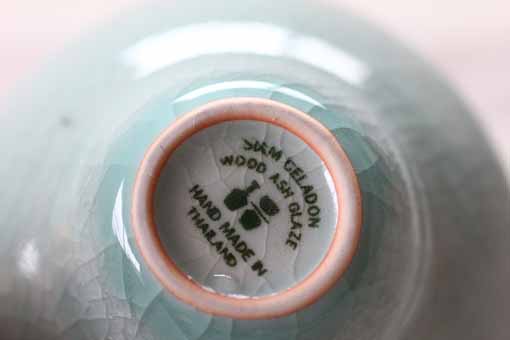 SIAM CELADON
WOOD ASH GLAZE
HAND MADE IN
THAILAND